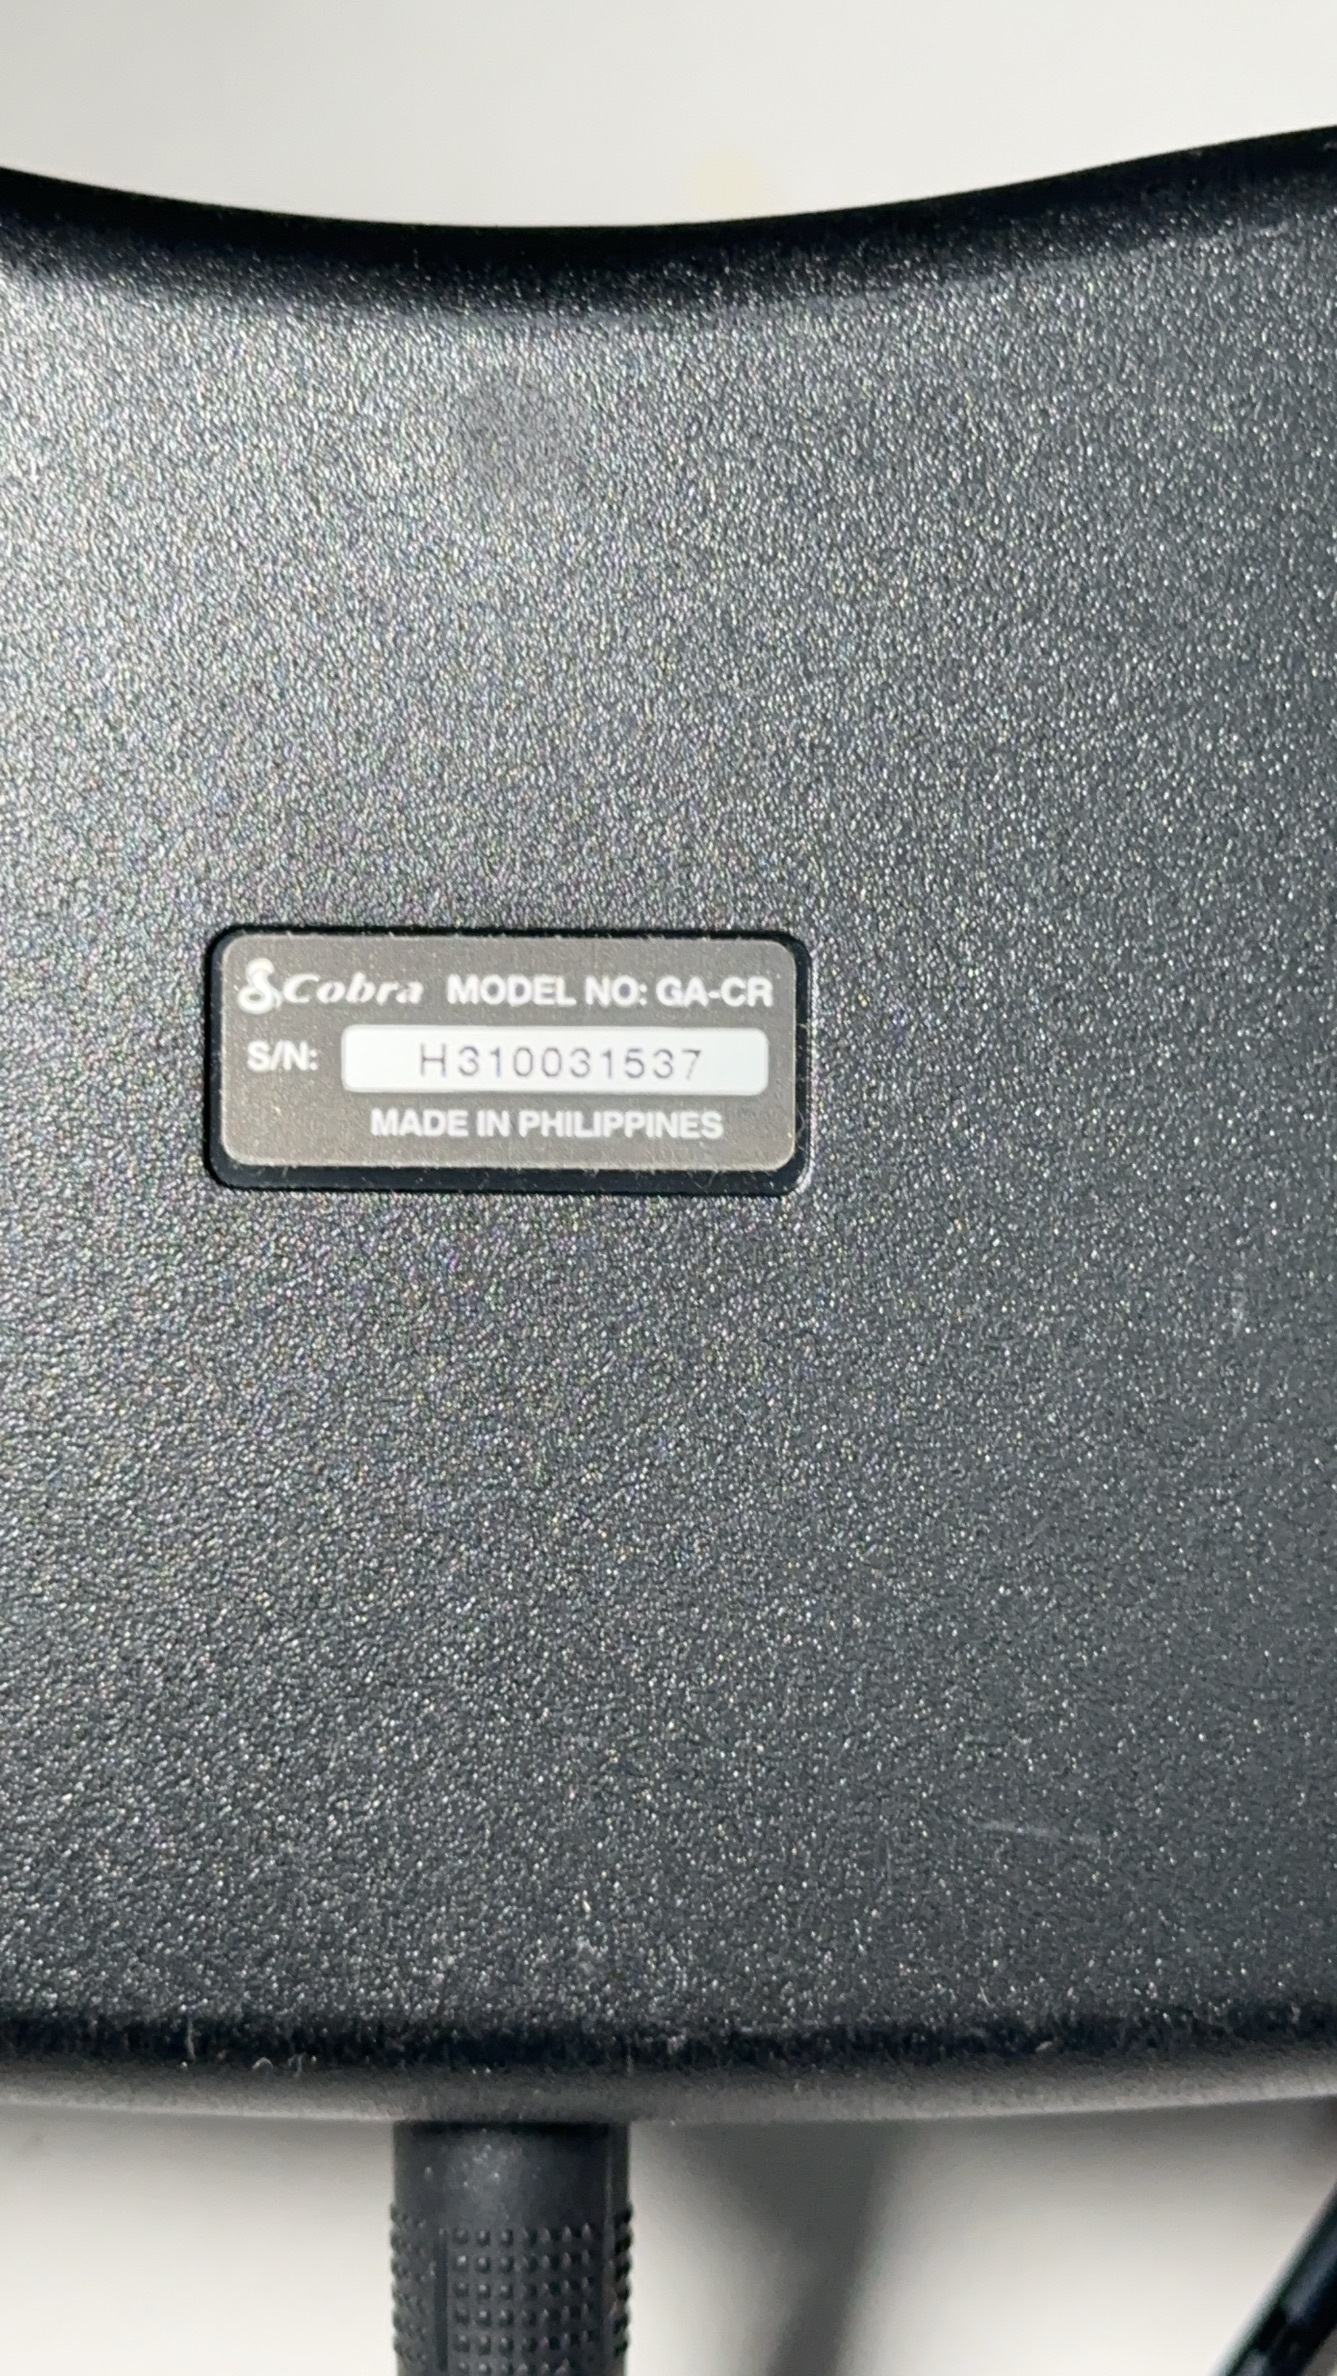 Cobra MODEL NO: GA-CR
S/N: H310031537
MADE IN PHILIPPINES